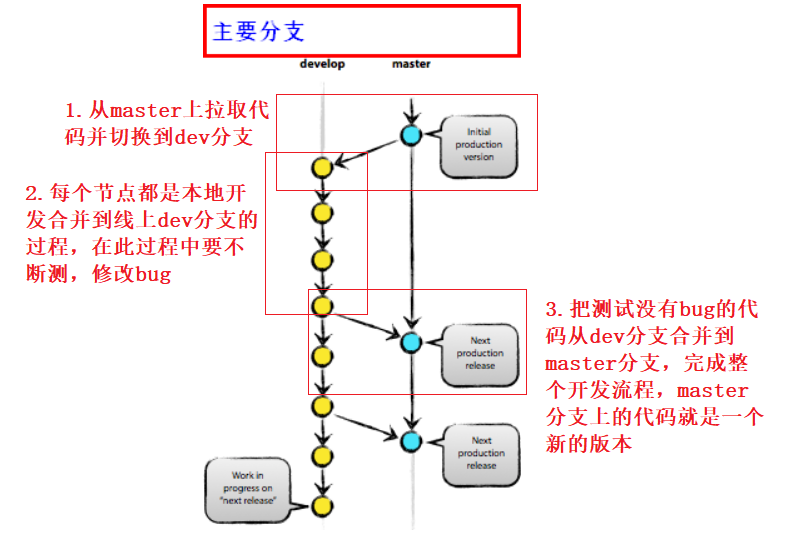 主要分支
develop
master
1.从master上拉取代
码并切换到dev分支
Initial
production
version
2.每个节点都是本地开
发合并到线上dev分支的
过程，在此过程中要不
断测，修改bug
3.把测试没有bug的代
码从dev分支合并到
master分支，完成整
个开发流程，master
分支上的代码就是一个
新的版本
Next
production
release
Next
production
release
Work in
progress on
"next release"